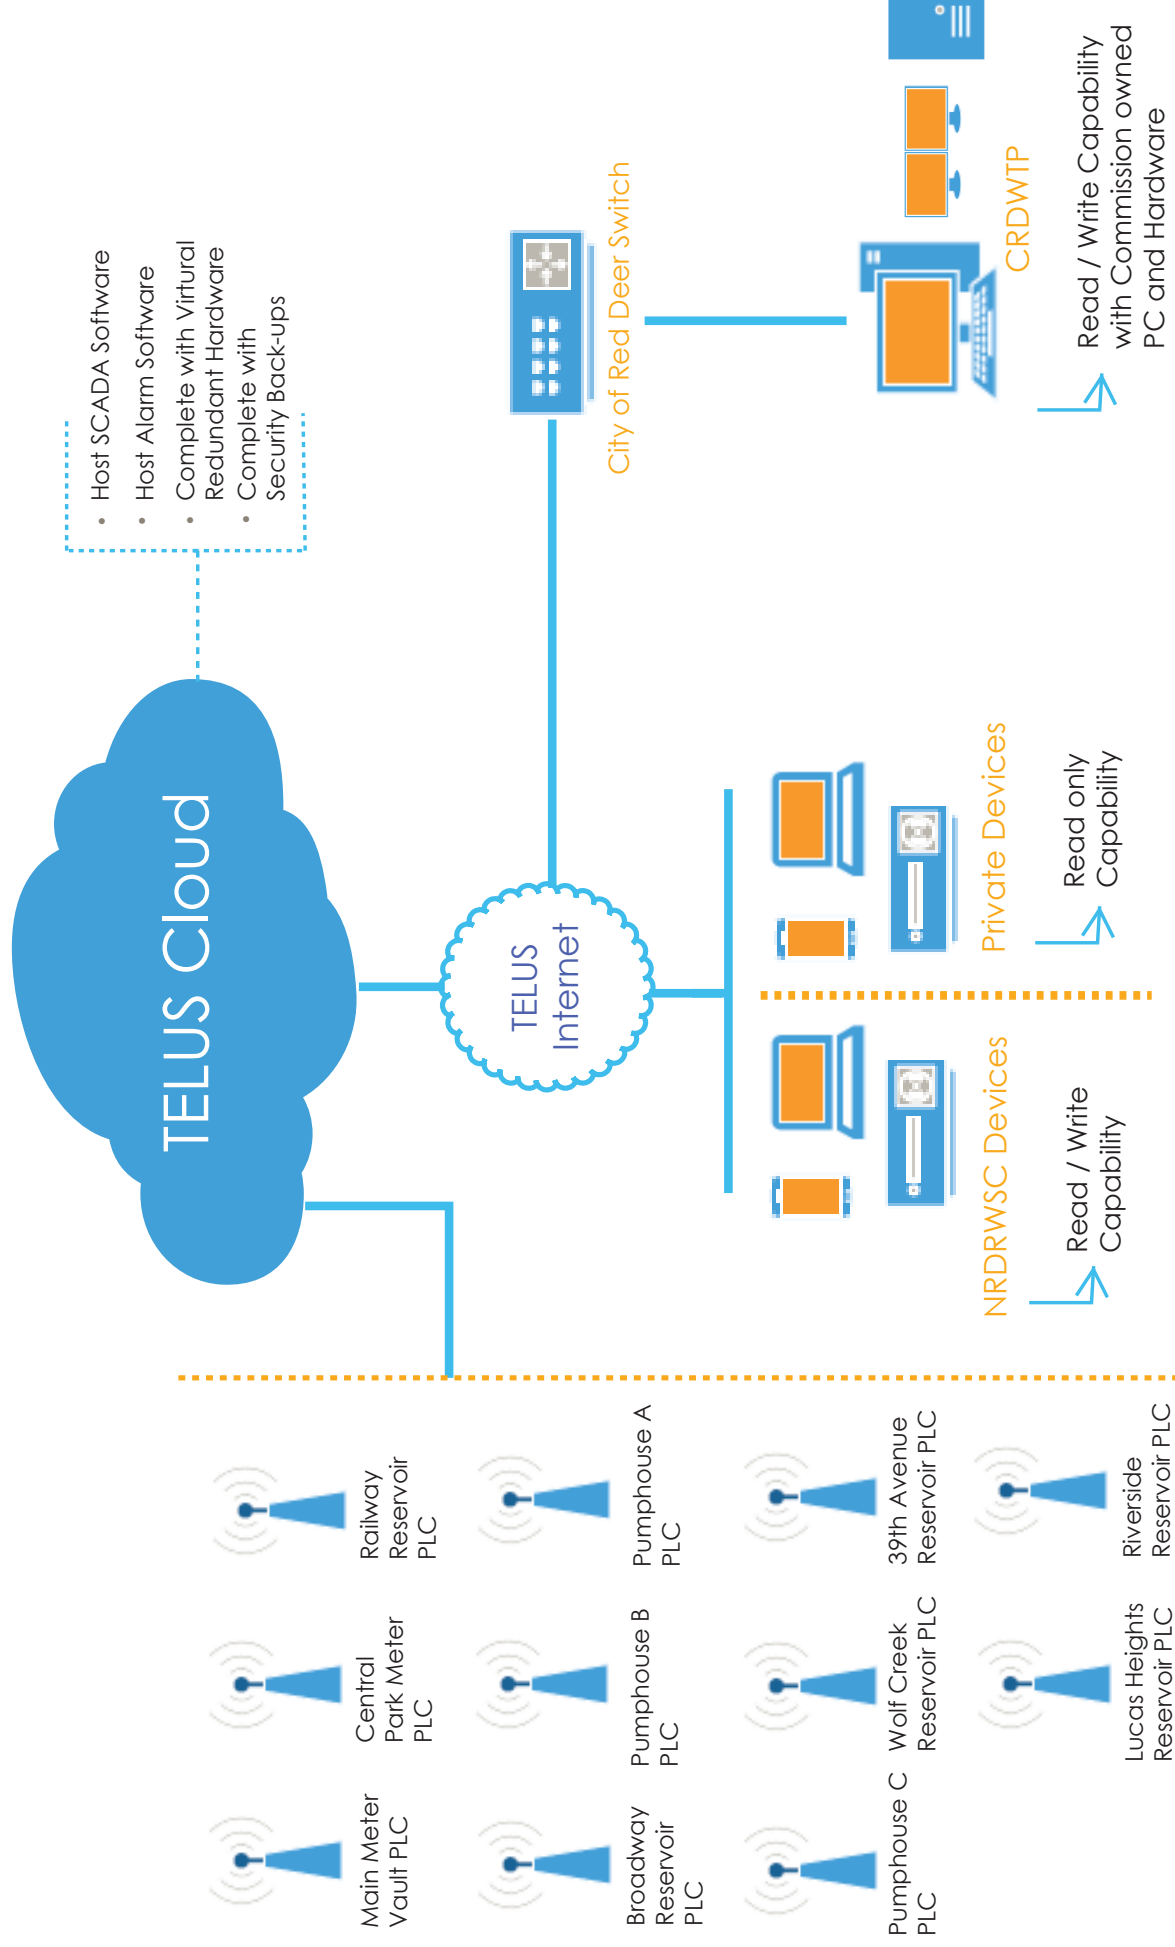 TELUS Cloud
• Host SCADA Software
• Host Alarm Software
• Complete with Virtural
Redundant Hardware
• Complete with
Security Back-ups
TELUS
Internet
City of Red Deer Switch
Main Meter
Vault PLC
Central
Park Meter
PLC
Railway
Reservoir
PLC
Broadway
Reservoir
PLC
Pumphouse B
PLC
Pumphouse A
PLC
Pumphouse C
PLC
Wolf Creek
Reservoir PLC
39th Avenue
Reservoir PLC
Lucas Heights
Reservoir PLC
Riverside
Reservoir PLC
NRDRWSC Devices
Read / Write
Capability
Private Devices
Read only
Capability
CRDWTP
Read / Write Capability
with Commission owned
PC and Hardware